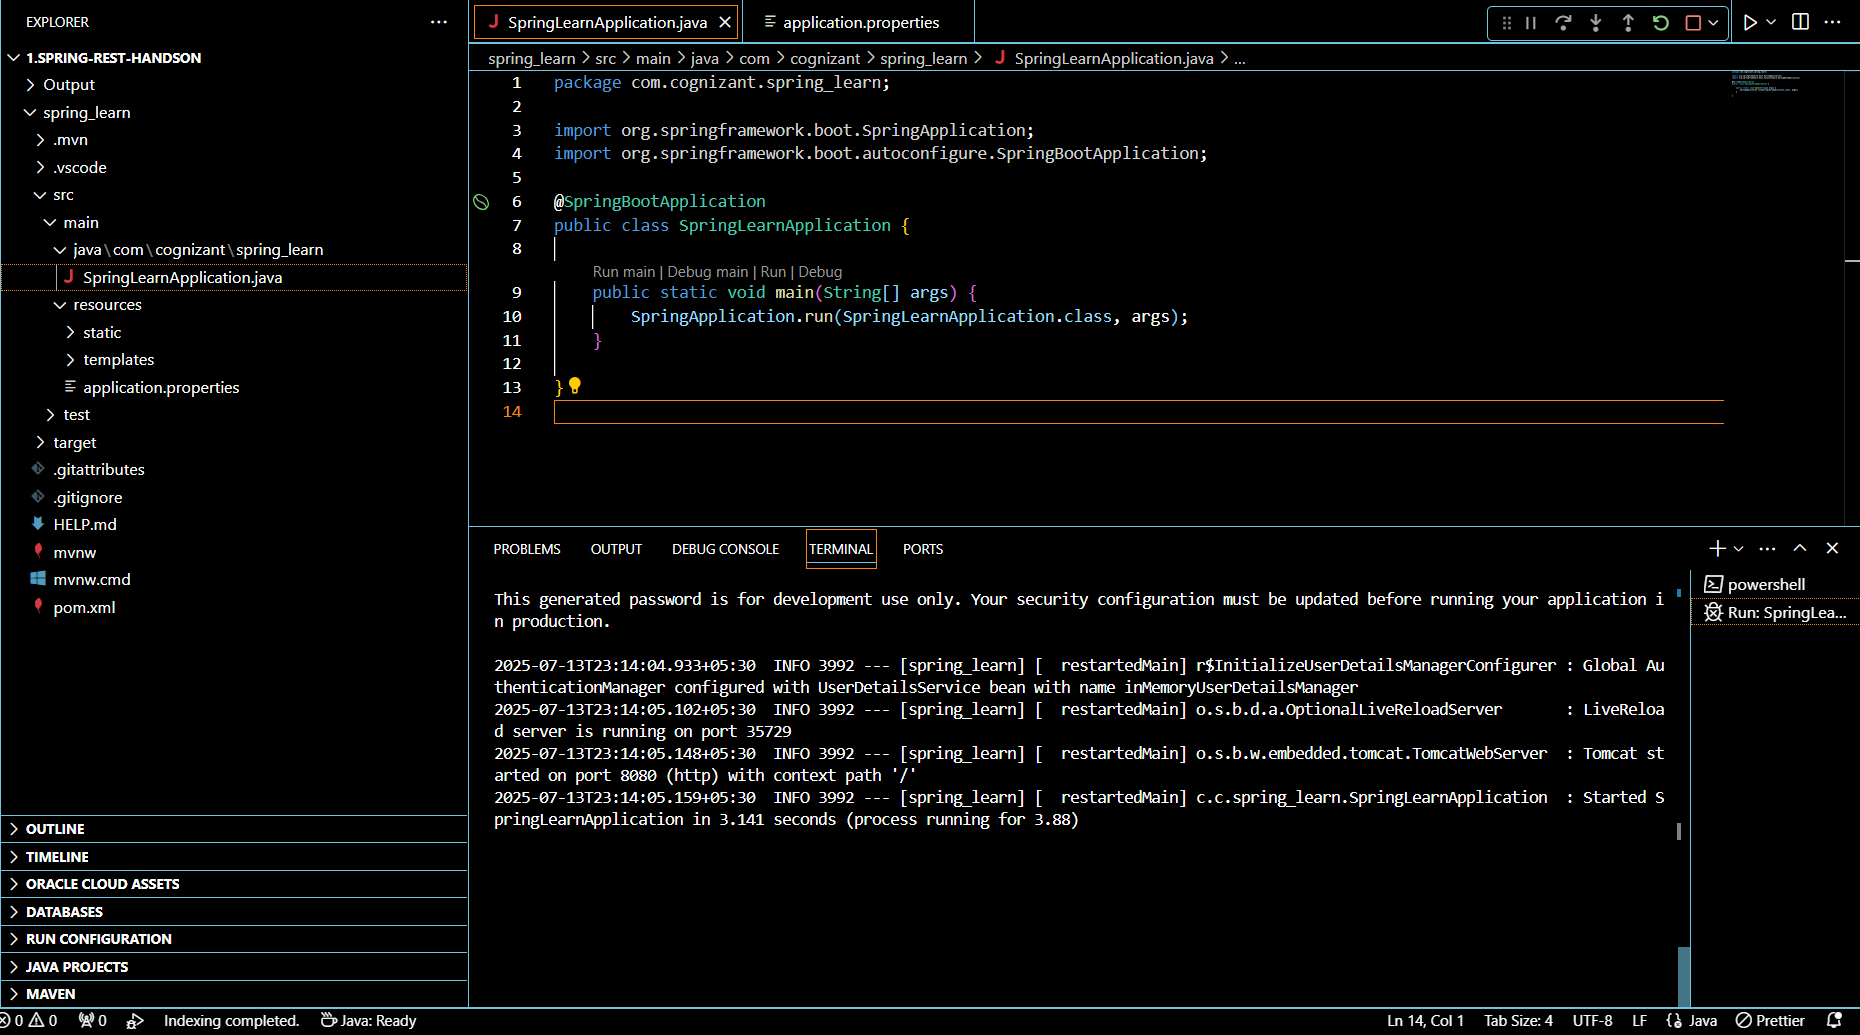 EXPLORER
1.SPRING-REST-HANDSON
Output
spring_learn
.mvn
.vscode
src
main
java\com\cognizant\spring_learn
SpringLearnApplication.java
resources
static
templates
application.properties
test
target
.gitattributes
.gitignore
HELP.md
mvnw
mvnw.cmd
pom.xml
OUTLINE
TIMELINE
ORACLE CLOUD ASSETS
DATABASES
RUN CONFIGURATION
JAVA PROJECTS
MAVEN
SpringLearnApplication.java
application.properties
spring_learn > src > main > java > com > cognizant > spring_learn > SpringLearnApplication.java > ...
1 package com.cognizant.spring_learn;
2
3 import org.springframework.boot.SpringApplication;
4 import org.springframework.boot.autoconfigure.SpringBootApplication;
5
6 @SpringBootApplication
7 public class SpringLearnApplication {
8
Run main | Debug main | Run | Debug
9 public static void main(String[] args) {
10 SpringApplication.run(SpringLearnApplication.class, args);
11 }
12
13 }
14
PROBLEMS OUTPUT DEBUG CONSOLE TERMINAL PORTS
This generated password is for development use only. Your security configuration must be updated before running your application i
n production.
2025-07-13T23:14:04.933+05:30  INFO 3992 --- [spring_learn] [  restartedMain] r$InitializeUserDetailsManagerConfigurer : Global Au
thenticationManager configured with UserDetailsService bean with name inMemoryUserDetailsManager
2025-07-13T23:14:05.102+05:30  INFO 3992 --- [spring_learn] [  restartedMain] o.s.b.d.a.OptionalLiveReloadServer       : LiveReloa
d server is running on port 35729
2025-07-13T23:14:05.148+05:30  INFO 3992 --- [spring_learn] [  restartedMain] o.s.b.w.embedded.tomcat.TomcatWebServer  : Tomcat st
arted on port 8080 (http) with context path '/'
2025-07-13T23:14:05.159+05:30  INFO 3992 --- [spring_learn] [  restartedMain] c.c.spring_learn.SpringLearnApplication  : Started S
pringLearnApplication in 3.141 seconds (process running for 3.88)
powershell
Run: SpringLea...
0 0 0 Indexing completed. Java: Ready
Ln 14, Col 1 Tab Size: 4 UTF-8 LF {} Java Prettier